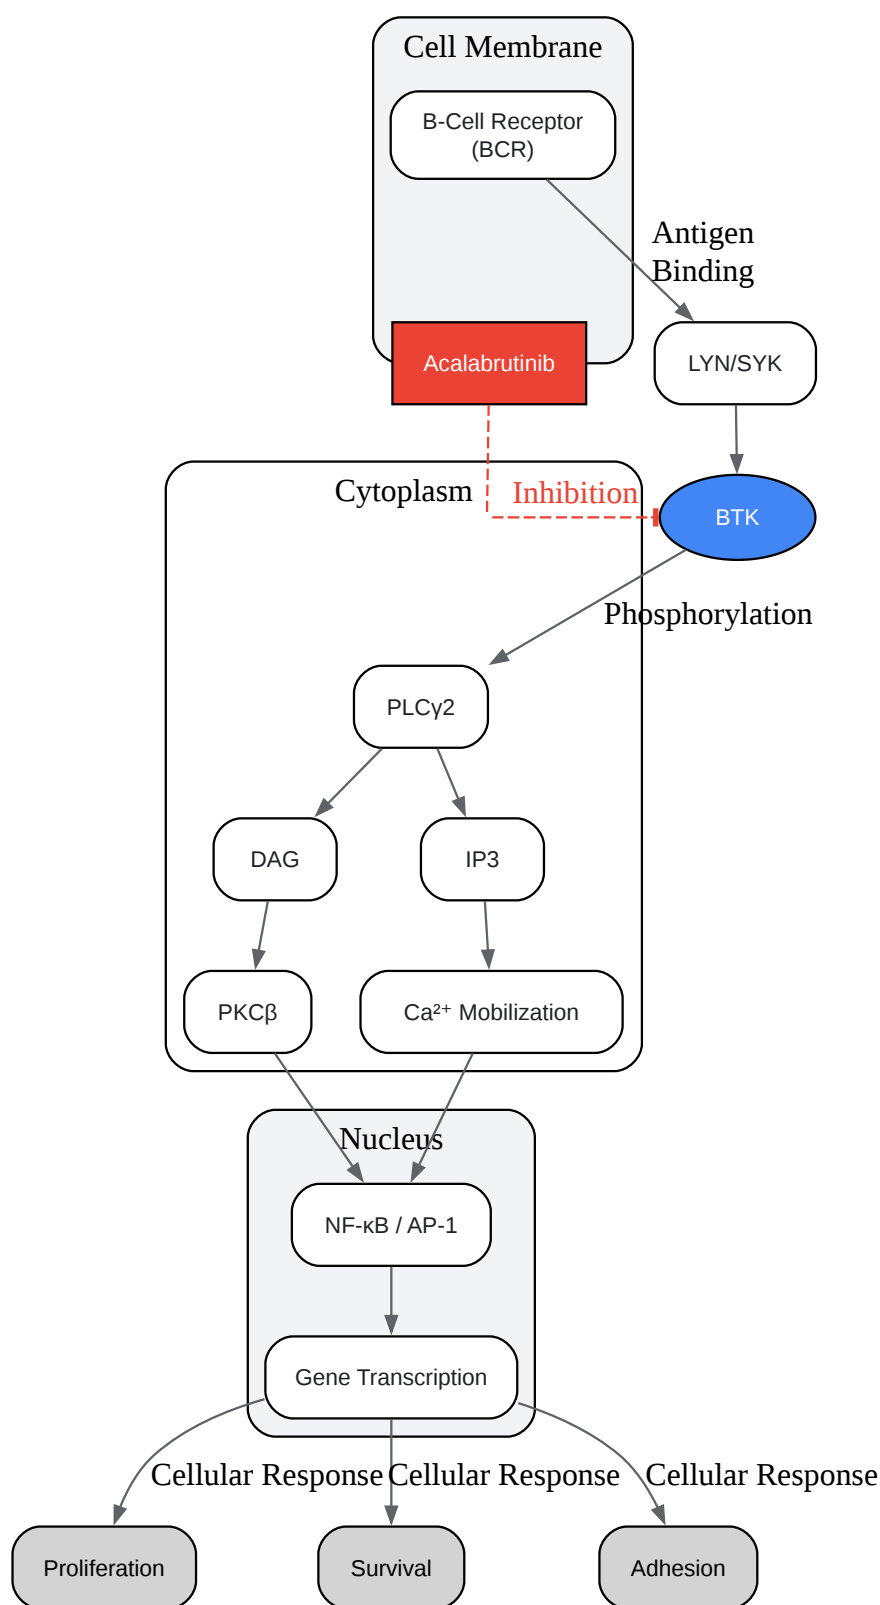 Cell Membrane
B-Cell Receptor
(BCR)
Antigen
Binding
Acalabrutinib
LYN/SYK
Cytoplasm
Inhibition
BTK
Phosphorylation
PLCγ2
DAG
IP3
PKCβ
Ca²⁺ Mobilization
Nucleus
NF-κB / AP-1
Gene Transcription
Cellular Response
Cellular Response
Cellular Response
Proliferation
Survival
Adhesion